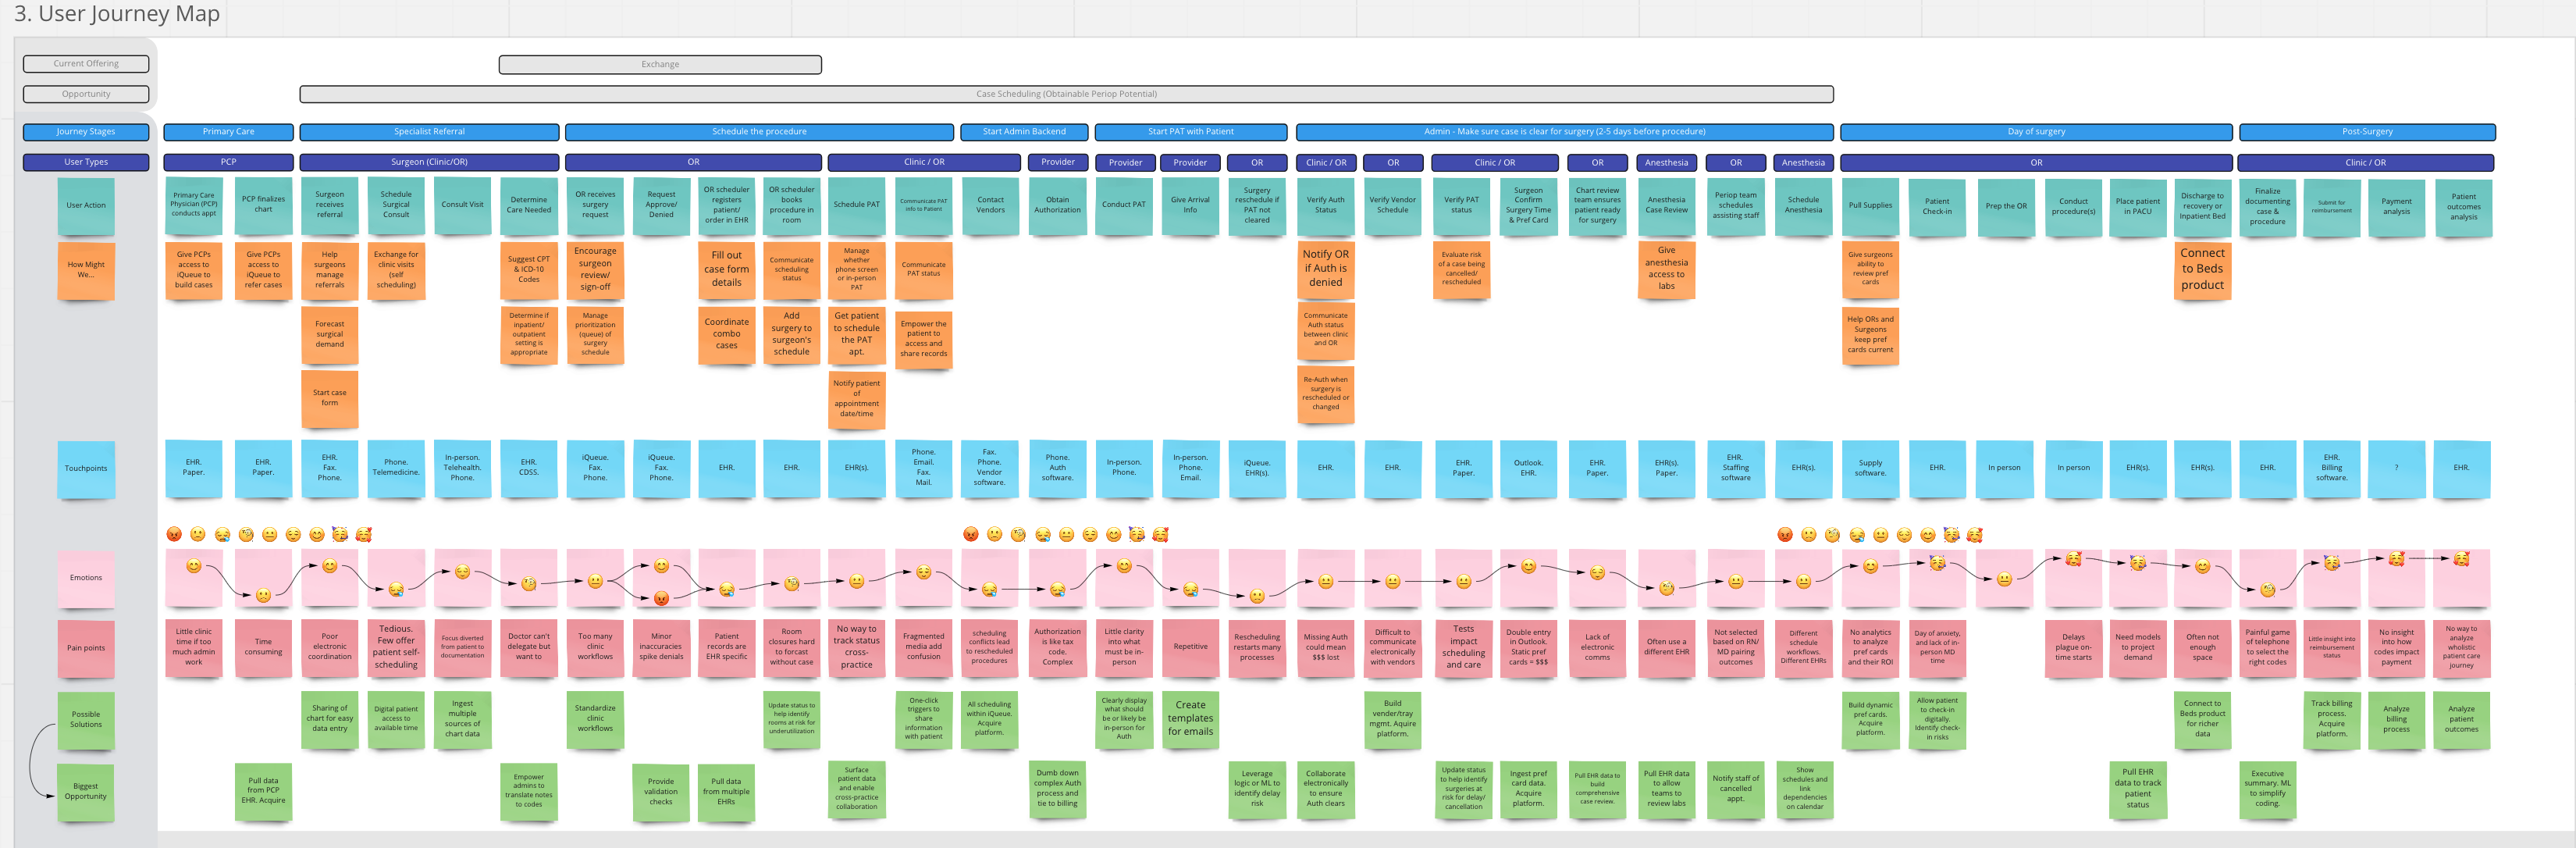 3. User Journey Map
Current Offering
Exchange
Opportunity
Case Scheduling (Obtainable Periop Potential)
Journey Stages
Primary Care
Specialist Referral
Schedule the procedure
Start Admin Backend
Start PAT with Patient
Admin - Make sure case is clear for surgery (2-5 days before procedure)
Day of surgery
Post-Surgery
User Types
PCP
Surgeon (Clinic/OR)
OR
Clinic / OR
Provider
Provider
Provider
OR
Clinic / OR
OR
Clinic / OR
OR
Anesthesia
OR
Anesthesia
OR
Clinic / OR
User Action
Primary Care
Physician (PCP)
conducts appt
PCP finalizes
chart
Surgeon
receives
referral
Schedule
Surgical
Consult
Consult Visit
Determine
Care Needed
OR receives
surgery
request
Request
Approve/
Denied
OR scheduler
registers
patient/
order in EHR
OR scheduler
books
procedure in
room
Schedule PAT
Communicate PAT
info to Patient
Contact
Vendors
Obtain
Authorization
Conduct PAT
Give Arrival
Info
Surgery
reschedule if
PAT not
cleared
Verify Auth
Status
Verify Vendor
Schedule
Verify PAT
status
Surgeon
Confirm
Surgery Time
& Pref Card
Chart review
team ensures
patient ready
for surgery
Anesthesia
Case Review
Periop team
schedules
assisting staff
Schedule
Anesthesia
Pull Supplies
Patient
Check-in
Prep the OR
Conduct
procedure(s)
Place patient
in PACU
Discharge to
recovery or
Inpatient Bed
Finalize
documenting
case &
procedure
Submit for
reimbursement
Payment
analysis
Patient
outcomes
analysis
How Might
We...
Give PCPs
access to
iQueue to
build cases
Give PCPs
access to
iQueue to
refer cases
Help
surgeons
manage
referrals
Exchange for
clinic visits
(self
scheduling)
Suggest CPT
& ICD-10
Codes
Encourage
surgeon
review/
sign-off
Fill out
case form
details
Communicate
scheduling
status
Manage
whether
phone screen
or in-person
PAT
Communicate
PAT status
Notify OR
if Auth is
denied
Evaluate risk
of a case being
cancelled/
rescheduled
Give
anesthesia
access to
labs
Give surgeons
ability to
review pref
cards
Connect
to Beds
product
Forecast
surgical
demand
Determine if
inpatient/
outpatient
setting is
appropriate
Manage
prioritization
(queue) of
surgery
schedule
Coordinate
combo
cases
Add
surgery to
surgeon's
schedule
Get patient
to schedule
the PAT
apt.
Empower the
patient to
access and
share records
Communicate
Auth status
between clinic
and OR
Help ORs and
Surgeons
keep pref
cards current
Start case
form
Notify patient
of
appointment
date/time
Re-Auth when
surgery is
rescheduled or
changed
Touchpoints
EHR.
Paper.
EHR.
Paper.
EHR.
Fax.
Phone.
Phone.
Telemedicine.
In-person.
Telehealth.
Phone.
EHR.
CDSS.
iQueue.
Fax.
Phone.
iQueue.
Fax.
Phone.
EHR.
EHR.
EHR(s).
Phone.
Email.
Fax.
Mail.
Fax.
Phone.
Vendor
software.
Phone.
Auth
software.
In-person.
Phone.
In-person.
Phone.
Email.
iQueue.
EHR(s).
EHR.
EHR.
EHR.
Paper.
Outlook.
EHR.
EHR.
Paper.
EHR(s).
Paper.
EHR.
Staffing
software
EHR(s).
Supply
software.
EHR.
In person
In person
EHR(s).
EHR(s).
EHR.
EHR.
Billing
software.
?
EHR.
Emotions
Pain points
Little clinic
time if too
much admin
work
Time
consuming
Poor
electronic
coordination
Tedious.
Few offer
patient self-
scheduling
Focus diverted
from patient to
documentation
Doctor can't
delegate but
want to
Too many
clinic
workflows
Minor
inaccuracies
spike denials
Patient
records are
EHR specific
Room
closures hard
to forcast
without case
No way to
track status
cross-
practice
Fragmented
media add
confusion
scheduling
conflicts lead
to rescheduled
procedures
Authorization
is like tax
code.
Complex
Little clarity
into what
must be in-
person
Repetitive
Rescheduling
restarts many
processes
Missing Auth
could mean
$$$ lost
Difficult to
communicate
electronically
with vendors
Tests
impact
scheduling
and care
Double entry
in Outlook.
Static pref
cards = $$$
Lack of
electronic
comms
Often use a
different EHR
Not selected
based on RN/
MD pairing
outcomes
Different
schedule
workflows.
Different EHRs
No analytics
to analyze
pref cards
and their ROI
Day of anxiety,
and lack of in-
person MD
time
Delays
plague on-
time starts
Need models
to project
demand
Often not
enough
space
Painful game
of telephone
to select the
right codes
Little insight into
reimbursement
status
No insight
into how
codes impact
payment
No way to
analyze
wholistic
patient care
journey
Possible
Solutions
Sharing of
chart for easy
data entry
Digital patient
access to
available time
Ingest
multiple
sources of
chart data
Standardize
clinic
workflows
Update status to
help identify
rooms at risk for
underutilization
One-click
triggers to
share
information
with patient
All scheduling
within iQueue.
Acquire
platform.
Clearly display
what should
be or likely be
in-person for
Auth
Create
templates
for emails
Build
vender/tray
mgmt. Aquire
platform.
Build dynamic
pref cards.
Acquire
platform.
Allow patient
to check-in
digitally.
Identify check-
in risks
Connect to
Beds product
for richer
data
Track billing
process.
Acquire
platform.
Analyze
billing
process
Analyze
patient
outcomes
Biggest
Opportunity
Pull data
from PCP
EHR. Acquire
Empower
admins to
translate notes
to codes
Provide
validation
checks
Pull data
from multiple
EHRs
Surface
patient data
and enable
cross-practice
collaboration
Dumb down
complex Auth
process and
tie to billing
Leverage
logic or ML to
identify delay
risk
Collaborate
electronically
to ensure
Auth clears
Update status
to help identify
surgeries at
risk for delay/
cancellation
Ingest pref
card data.
Acquire
platform.
Pull EHR data to
build
comprehensive
case review.
Pull EHR data
to allow
teams to
review labs
Notify staff of
cancelled
appt.
Show
schedules and
link
dependencies
on calendar
Pull EHR
data to track
patient
status
Executive
summary. ML
to simplify
coding.